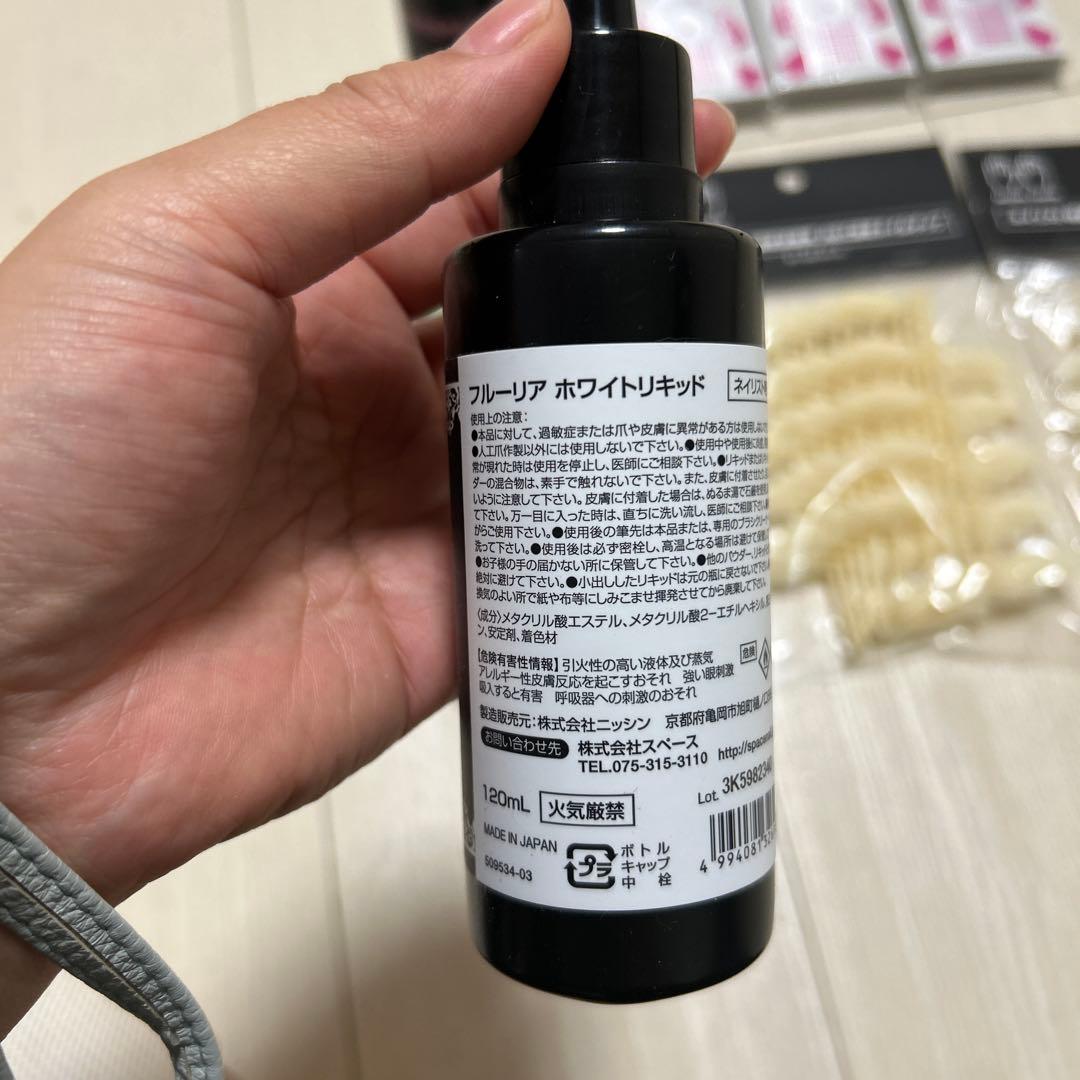 フルーリア ホワイトリキッド
ネイリスト
使用上の注意：
●本品に対して、過敏症または爪や皮膚に異常がある方は使用しないで
●人工爪作製以外には使用しないで下さい。●使用中や使用後に
常が現れた時は使用を停止し、医師にご相談下さい。●リキッドまたは
ダーの混合物は、素手で触れないで下さい。また、皮膚に付着させたり、
いように注意して下さい。皮膚に付着した場合は、ぬるま湯で石鹸を使用
て下さい。万一目に入った時は、直ちに洗い流し、医師にご相談下さい。
がらご使用下さい。●使用後の筆先は本品または、専用のブラシクリーナ
洗って下さい。●使用後は必ず密栓し、高温となる場所は避けて保管
●お子様の手の届かない所に保管して下さい。●他のパウダー、リキッド
絶対に避けて下さい。●小出ししたリキッドは元の瓶に戻さないで下
換気のよい所で紙や布等にしみこませ揮発させてから廃棄して下さい。
〈成分〉メタクリル酸エステル、メタクリル酸2-エチルヘキシル、
ン、安定剤、着色材
【危険有害性情報】引火性の高い液体及び蒸気
危険
アレルギー性皮膚反応を起こすおそれ 強い眼刺激
吸入すると有害 呼吸器への刺激のおそれ
製造販売元：株式会社ニッシン 京都府亀岡市旭町
お問い合わせ先 株式会社スペース
TEL.075-315-3110 http://spacena
120mL 火気厳禁
Lot. 3K5982340
MADE IN JAPAN
509534-03
プラ
ボトル
キャップ
中栓
4 994081 52